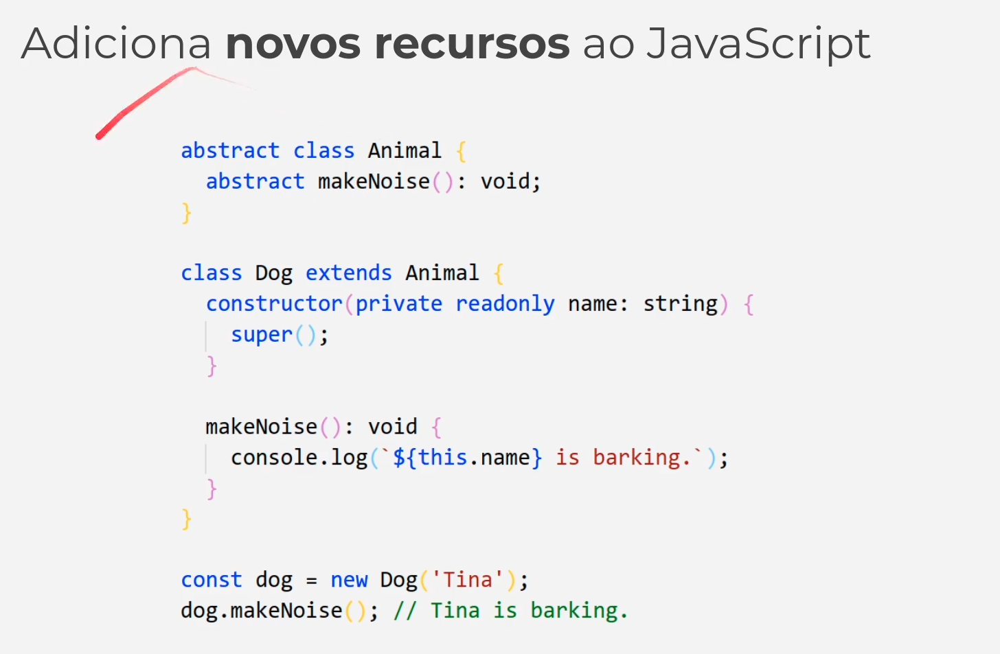 Adiciona novos recursos ao JavaScript
abstract class Animal {
  abstract makeNoise(): void;
}
class Dog extends Animal {
  constructor(private readonly name: string) {
    super();
  }
  makeNoise(): void {
    console.log(`${this.name} is barking.`);
  }
}
const dog = new Dog('Tina');
dog.makeNoise(); // Tina is barking.